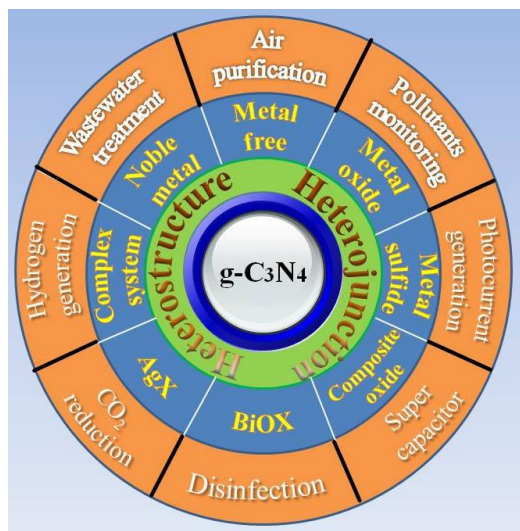 Air
purification
Pollutants
monitoring
Photocurrent
generation
Super
capacitor
Disinfection
CO₂
reduction
Hydrogen
generation
Wastewater
treatment
Metal
free
Metal
oxide
Metal
sulfide
Composite
oxide
BiOX
AgX
Complex
system
Noble
metal
Heterostructure
Heterojunction
g-C₃N₄